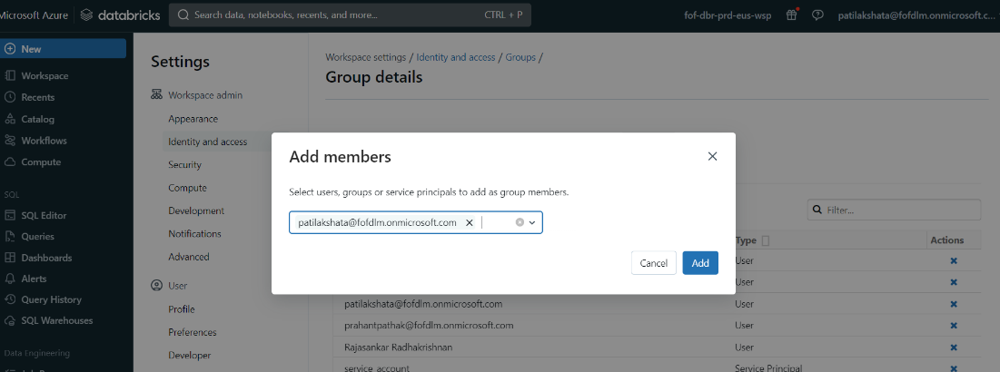 Microsoft Azure databricks Search data, notebooks, recents, and more... CTRL + P fof-dbr-prd-eus-wsp patilakshata@fofdlm.onmicrosoft.c...
New
Workspace
Recents
Catalog
Workflows
Compute
SQL
SQL Editor
Queries
Dashboards
Alerts
Query History
SQL Warehouses
Data Engineering
Settings
Workspace admin
Appearance
Identity and access
Security
Compute
Development
Notifications
Advanced
User
Profile
Preferences
Developer
Workspace settings / Identity and access / Groups /
Group details
Add members
Select users, groups or service principals to add as group members.
patilakshata@fofdlm.onmicrosoft.com
Cancel Add
Filter...
Type Actions
User
User
patilakshata@fofdlm.onmicrosoft.com User
prahantpathak@fofdlm.onmicrosoft.com User
Rajasankar Radhakrishnan User
service_account Service Principal